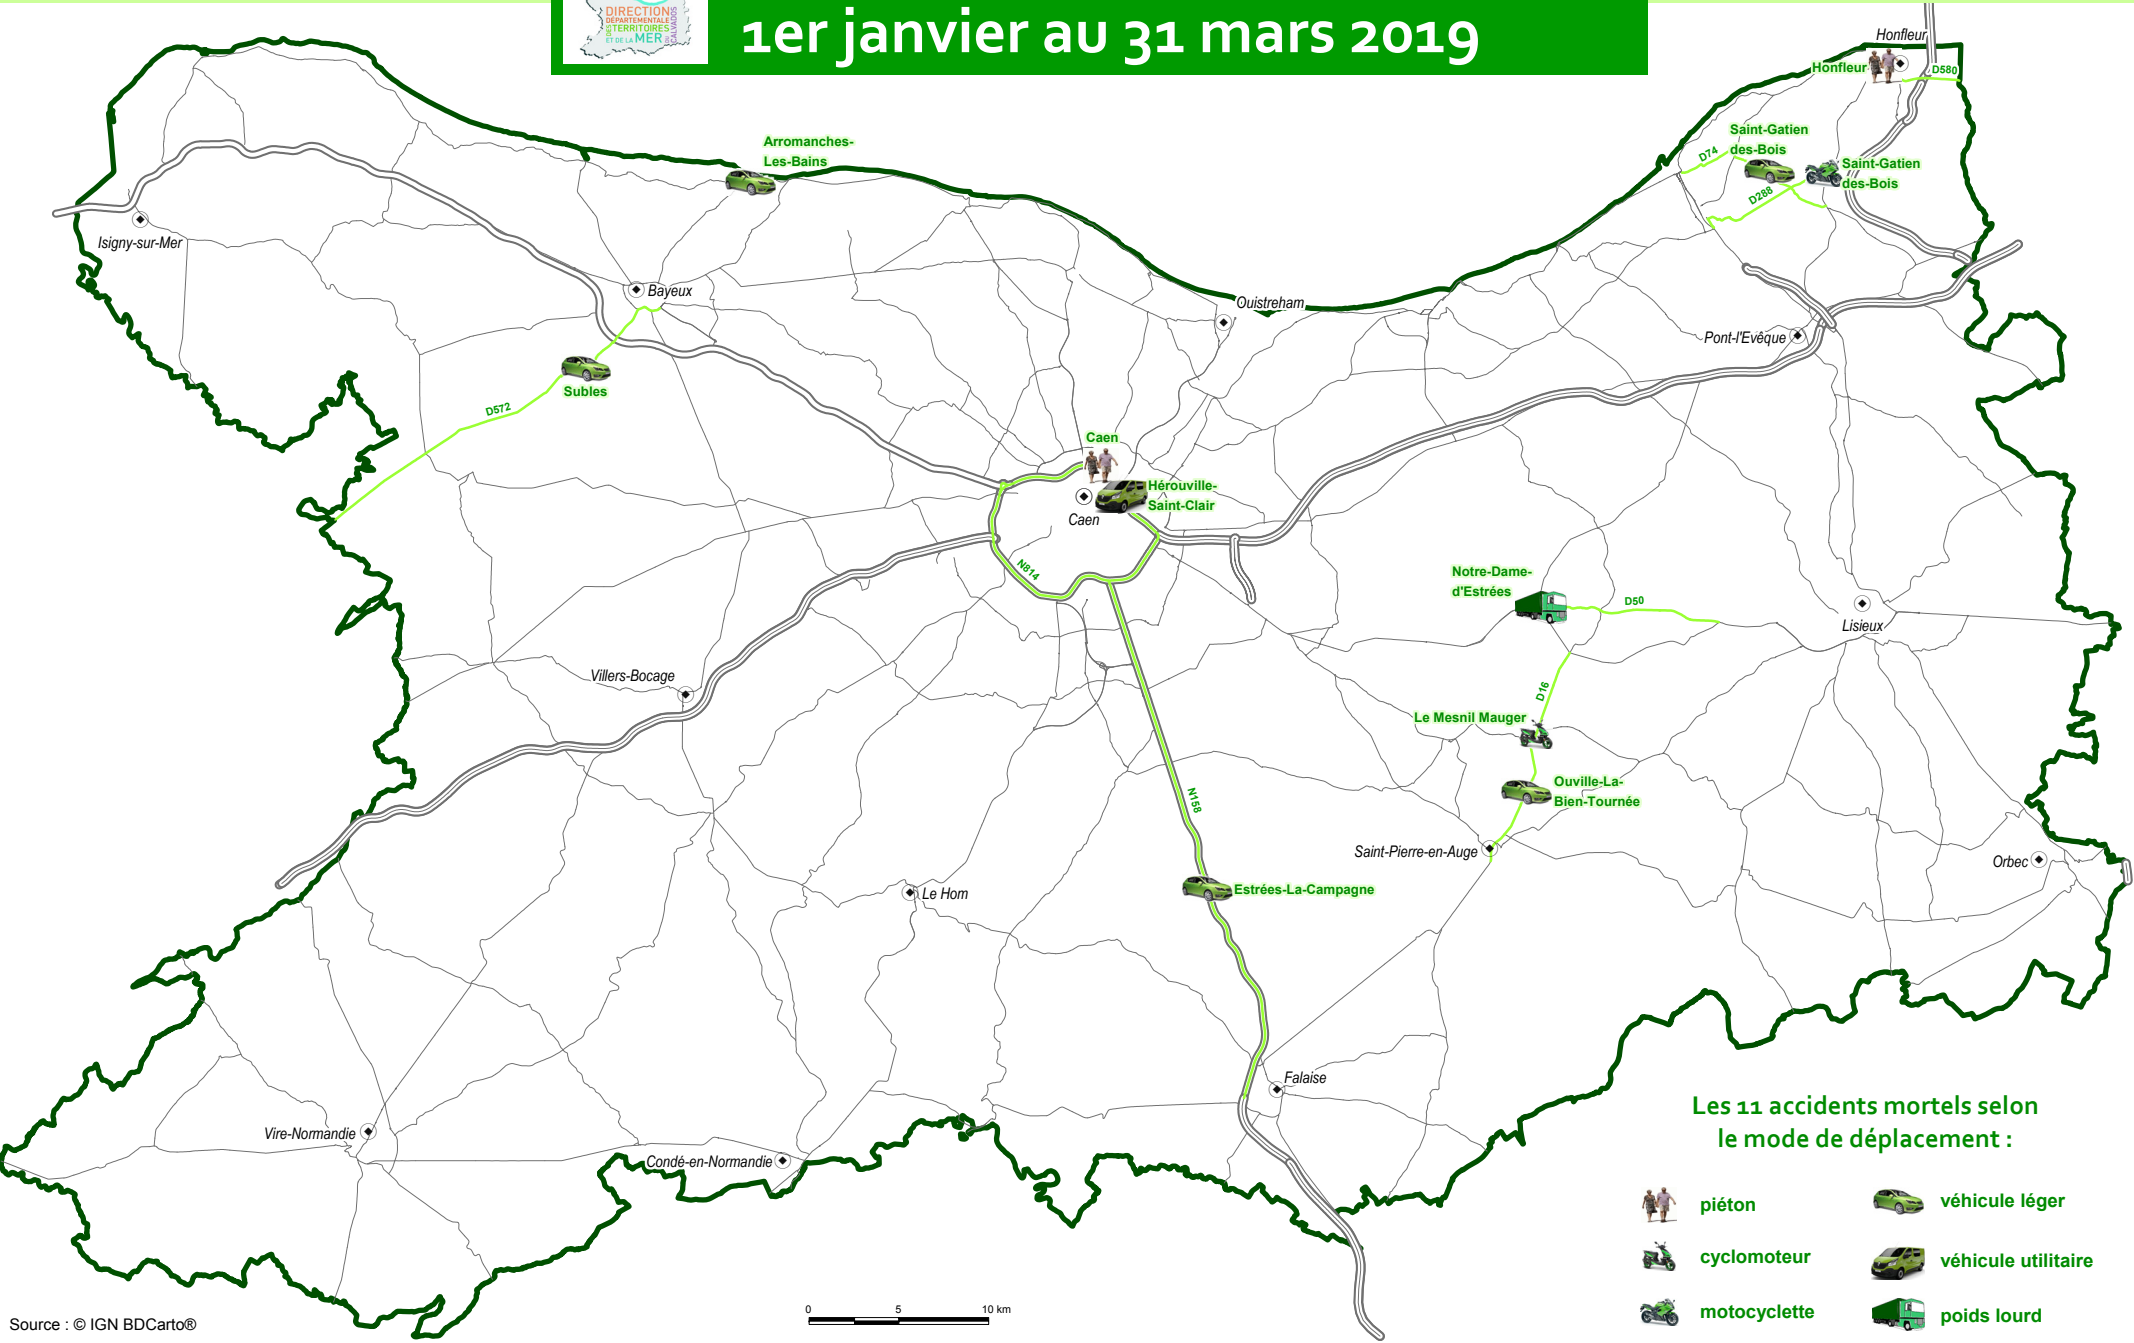 DIRECTION
DÉPARTEMENTALE
DES TERRITOIRES
ET DE LA MER
DU CALVADOS
1er janvier au 31 mars 2019
Honfleur
Honfleur
D580
Saint-Gatien
des-Bois
D74
Saint-Gatien
des-Bois
D288
Arromanches-
Les-Bains
Isigny-sur-Mer
Bayeux
Ouistreham
Pont-l'Evêque
Subles
D572
Caen
Hérouville-
Saint-Clair
Caen
N814
Notre-Dame-
d'Estrées
D50
Lisieux
Villers-Bocage
D16
Le Mesnil Mauger
Ouville-La-
Bien-Tournée
N158
Saint-Pierre-en-Auge
Orbec
Estrées-La-Campagne
Le Hom
Falaise
Vire-Normandie
Condé-en-Normandie
Les 11 accidents mortels selon
le mode de déplacement :
piéton
véhicule léger
cyclomoteur
véhicule utilitaire
motocyclette
poids lourd
0 5 10 km
Source : © IGN BDCarto®